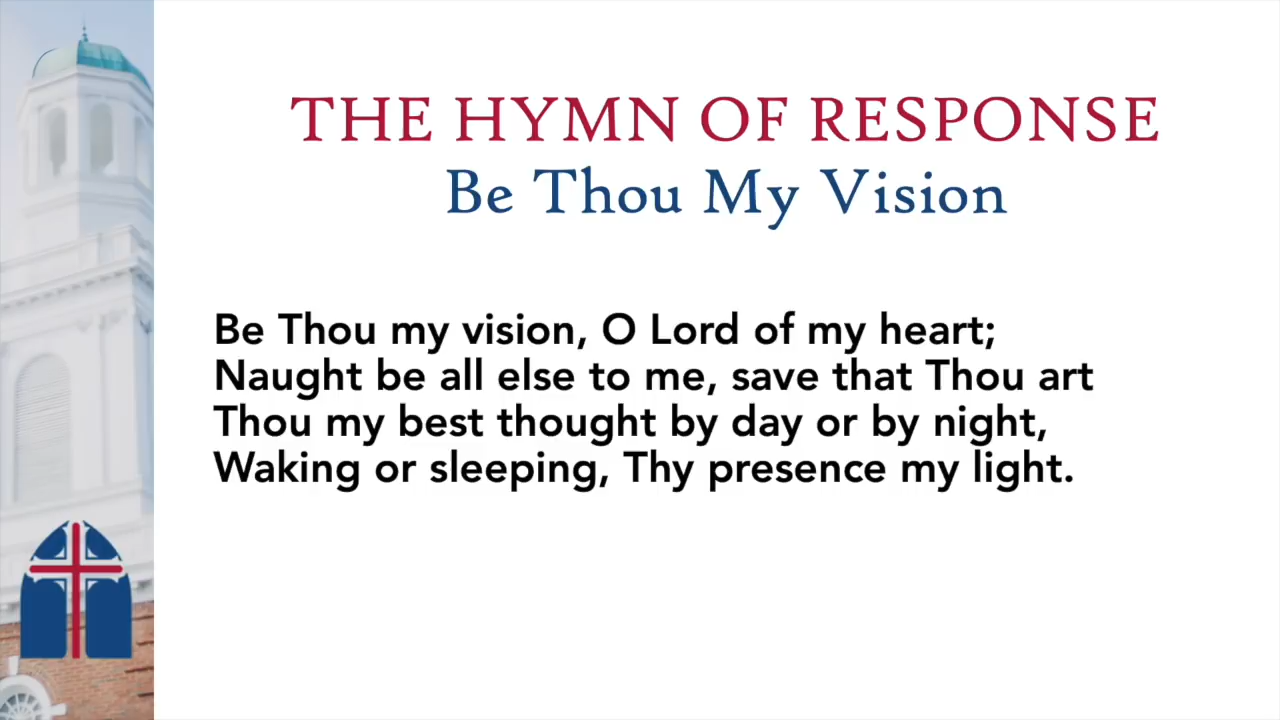 THE HYMN OF RESPONSE
Be Thou My Vision
Be Thou my vision, O Lord of my heart;
Naught be all else to me, save that Thou art
Thou my best thought by day or by night,
Waking or sleeping, Thy presence my light.